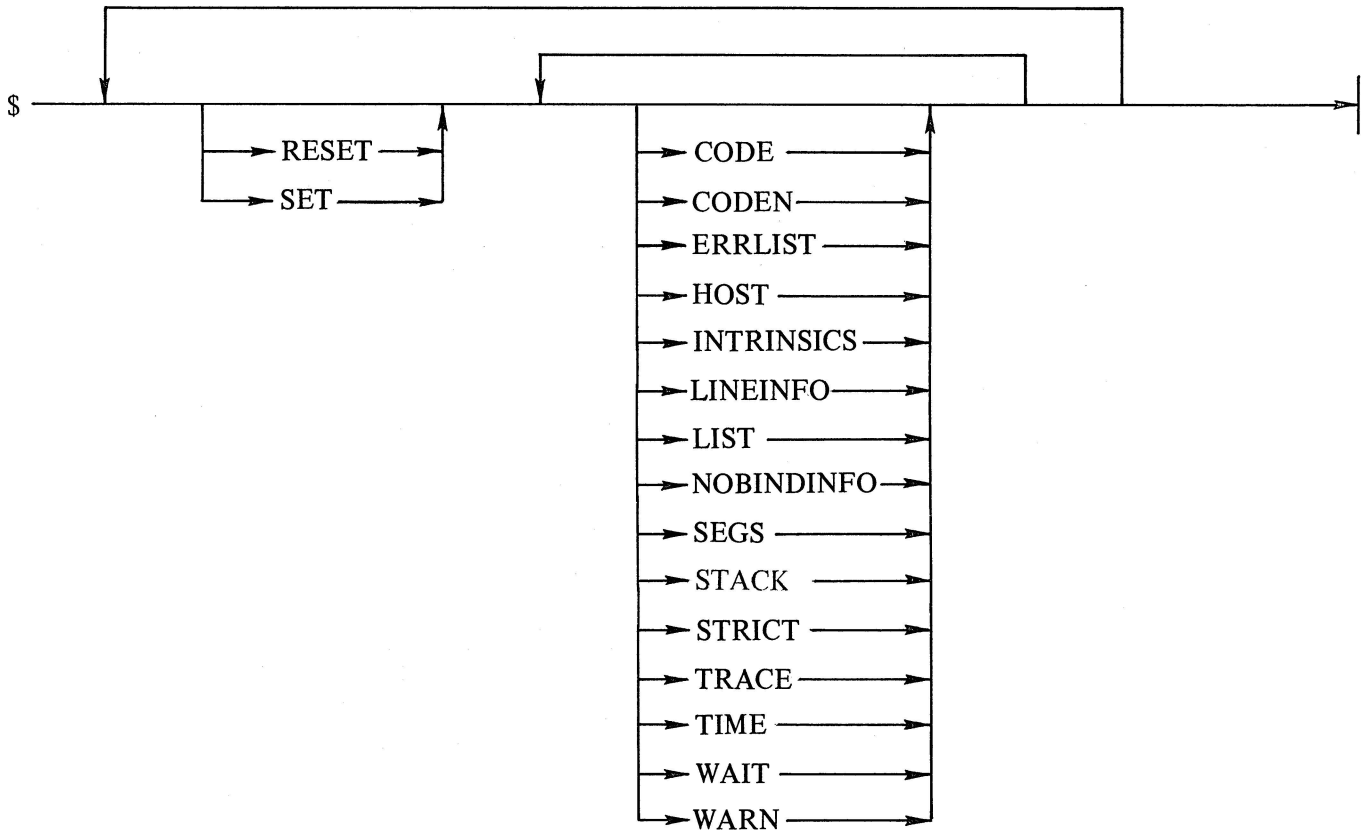 $
RESET
SET
CODE
CODEN
ERRLIST
HOST
INTRINSICS
LINEINFO
LIST
NOBINDINFO
SEGS
STACK
STRICT
TRACE
TIME
WAIT
WARN